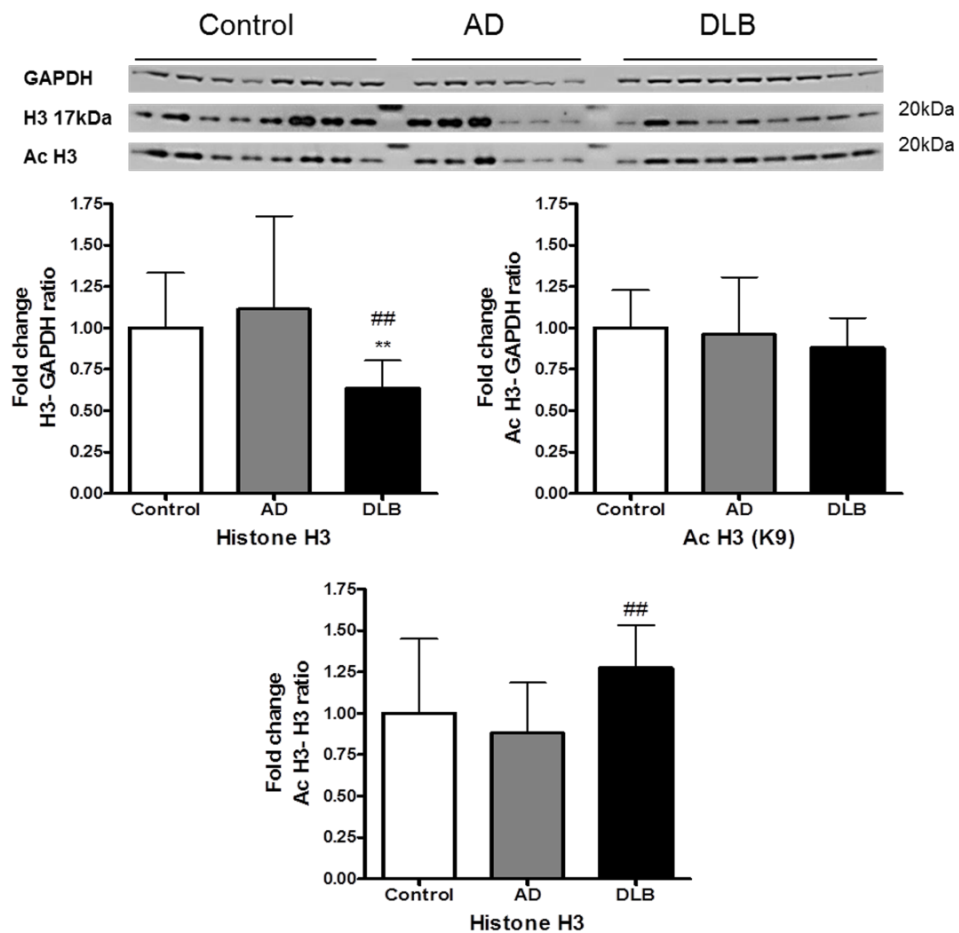 Control AD DLB
GAPDH
H3 17kDa 20kDa
Ac H3 20kDa
Fold change
H3- GAPDH ratio
1.75
1.50
1.25
1.00
0.75
0.50
0.25
0.00
##
**
Control AD DLB
Histone H3
Fold change
Ac H3- GAPDH ratio
1.75
1.50
1.25
1.00
0.75
0.50
0.25
0.00
Control AD DLB
Ac H3 (K9)
Fold change
Ac H3- H3 ratio
1.75
1.50
1.25
1.00
0.75
0.50
0.25
0.00
##
Control AD DLB
Histone H3